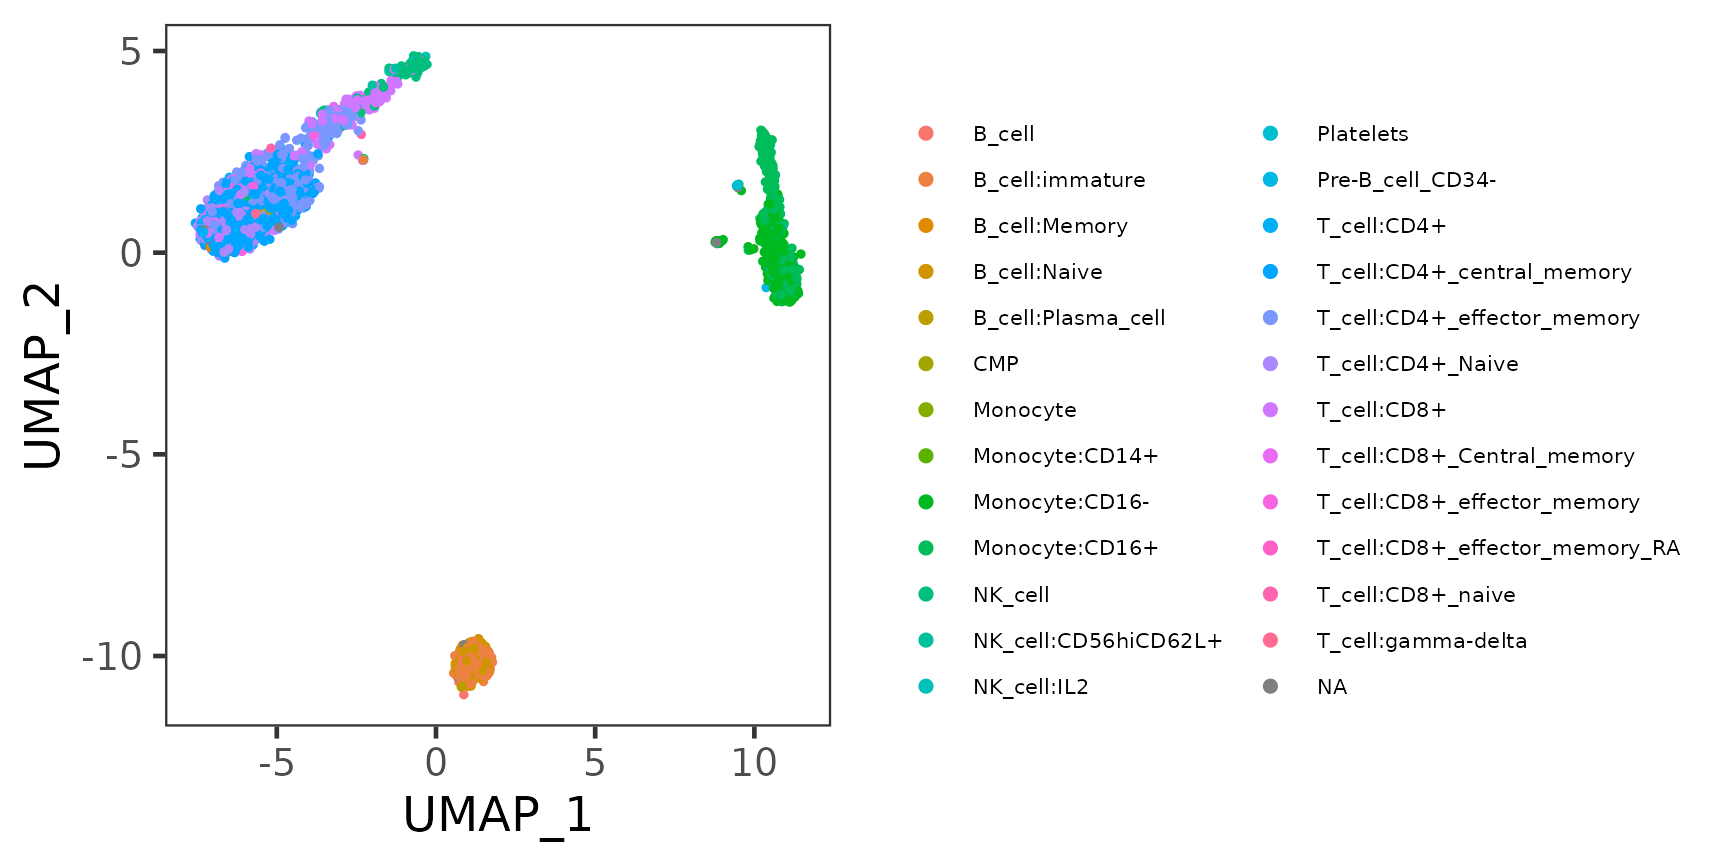 5
0
-5
-10
UMAP_2
-5
0
5
10
UMAP_1
B_cell
B_cell:immature
B_cell:Memory
B_cell:Naive
B_cell:Plasma_cell
CMP
Monocyte
Monocyte:CD14+
Monocyte:CD16-
Monocyte:CD16+
NK_cell
NK_cell:CD56hiCD62L+
NK_cell:IL2
Platelets
Pre-B_cell_CD34-
T_cell:CD4+
T_cell:CD4+_central_memory
T_cell:CD4+_effector_memory
T_cell:CD4+_Naive
T_cell:CD8+
T_cell:CD8+_Central_memory
T_cell:CD8+_effector_memory
T_cell:CD8+_effector_memory_RA
T_cell:CD8+_naive
T_cell:gamma-delta
NA